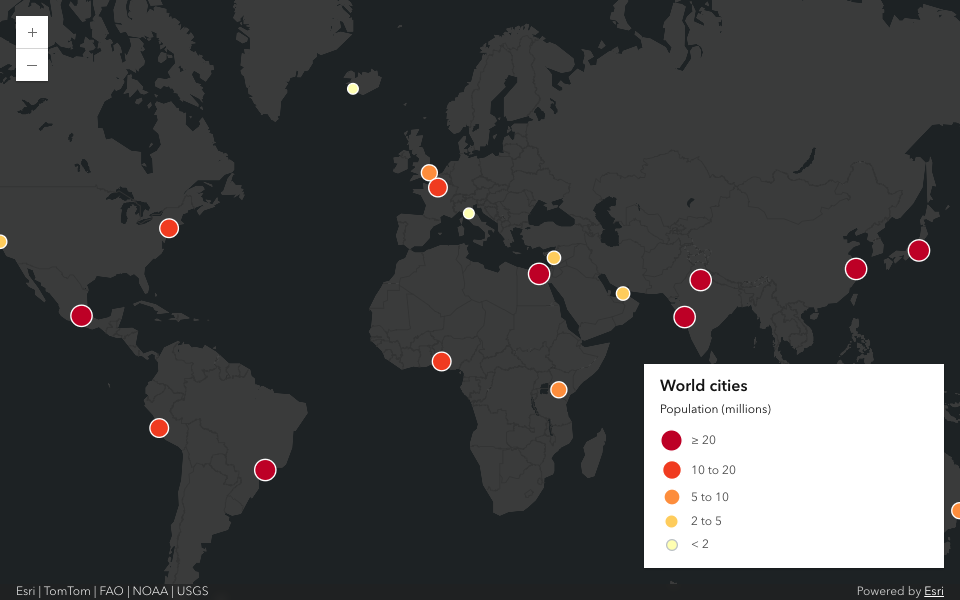 +
−
World cities
Population (millions)
≥ 20
10 to 20
5 to 10
2 to 5
< 2
Esri | TomTom | FAO | NOAA | USGS
Powered by Esri